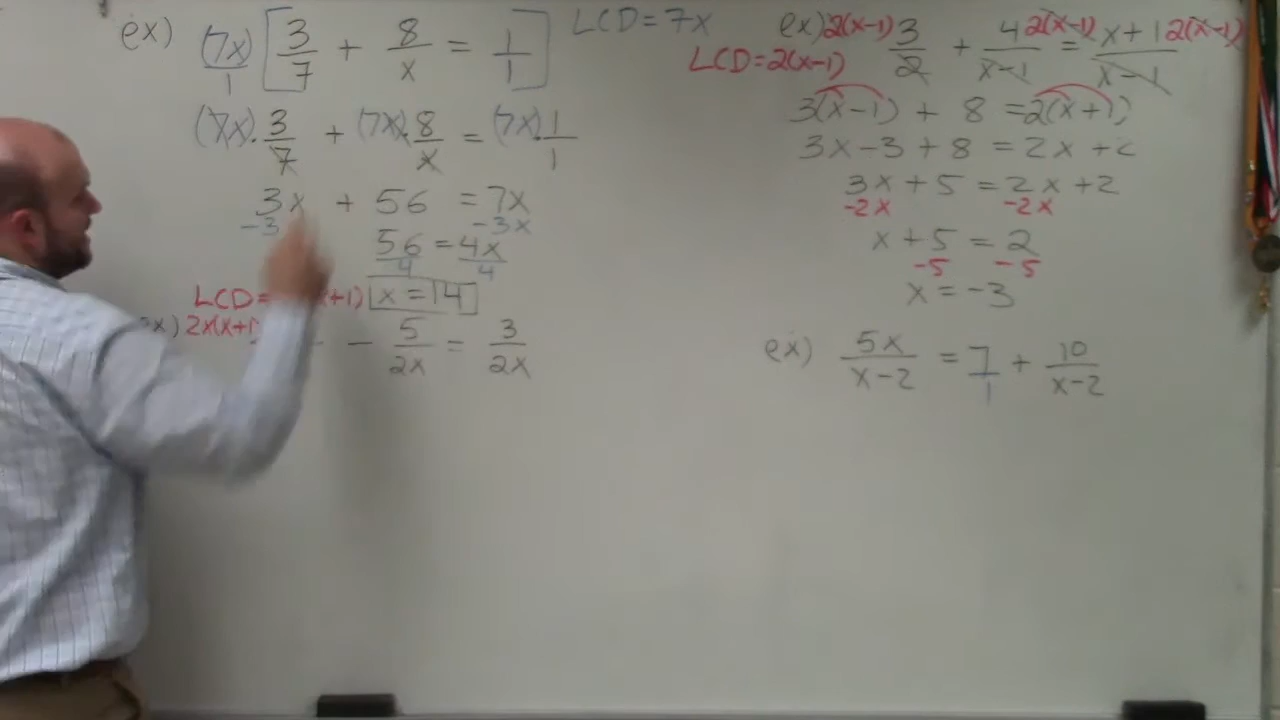 ex) (7x)/1 [ 3/7 + 8/x = 1/1 ] LCD = 7x
(7x)·3/7 + (7x)·8/x = (7x)·1/1
3x + 56 = 7x
-3 -3x
56 = 4x
4 4
x = 14
LCD= x+1)
x) 2x(x+1 - 5/2x = 3/2x
ex) 2(x-1) 3/2 + 4 2(x-1)/x-1 = x+1 2(x-1)/x-1
LCD=2(x-1)
3(x-1) + 8 = 2(x+1)
3x-3+8 = 2x+2
3x+5 = 2x+2
-2x -2x
x+5 = 2
-5 -5
x = -3
ex) 5x/x-2 = 7/1 + 10/x-2